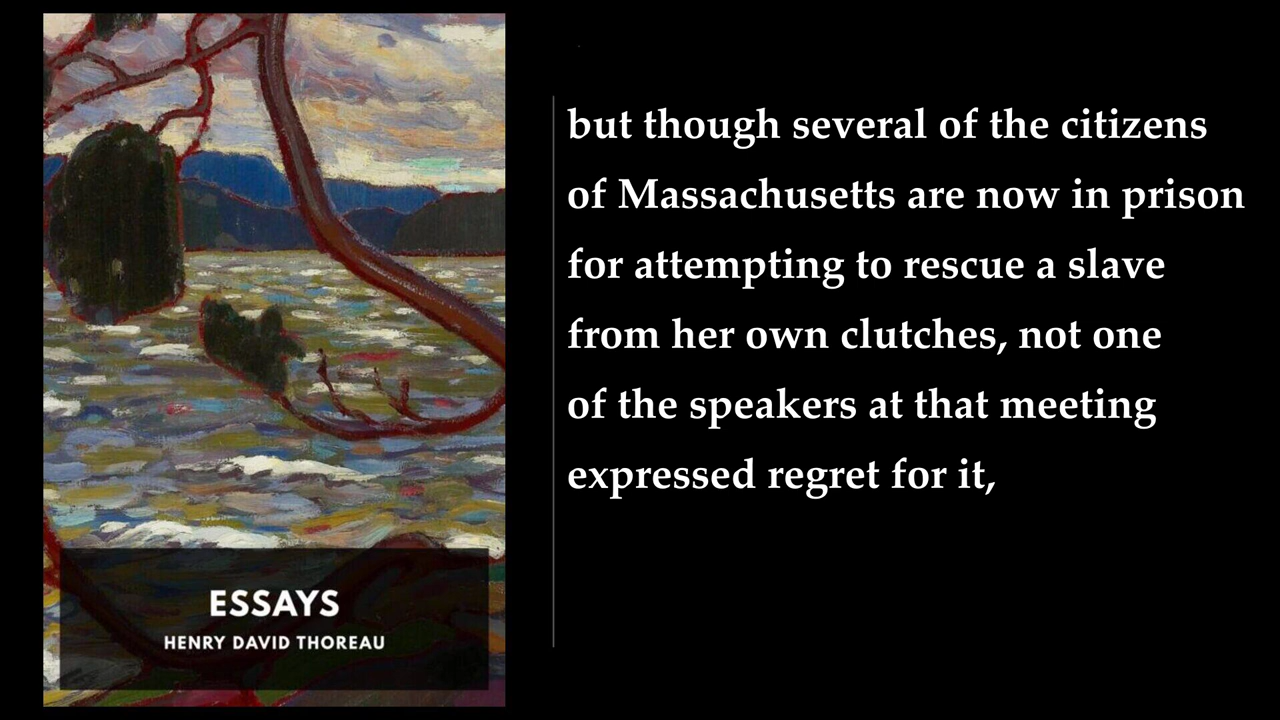 ESSAYS
HENRY DAVID THOREAU
but though several of the citizens
of Massachusetts are now in prison
for attempting to rescue a slave
from her own clutches, not one
of the speakers at that meeting
expressed regret for it,